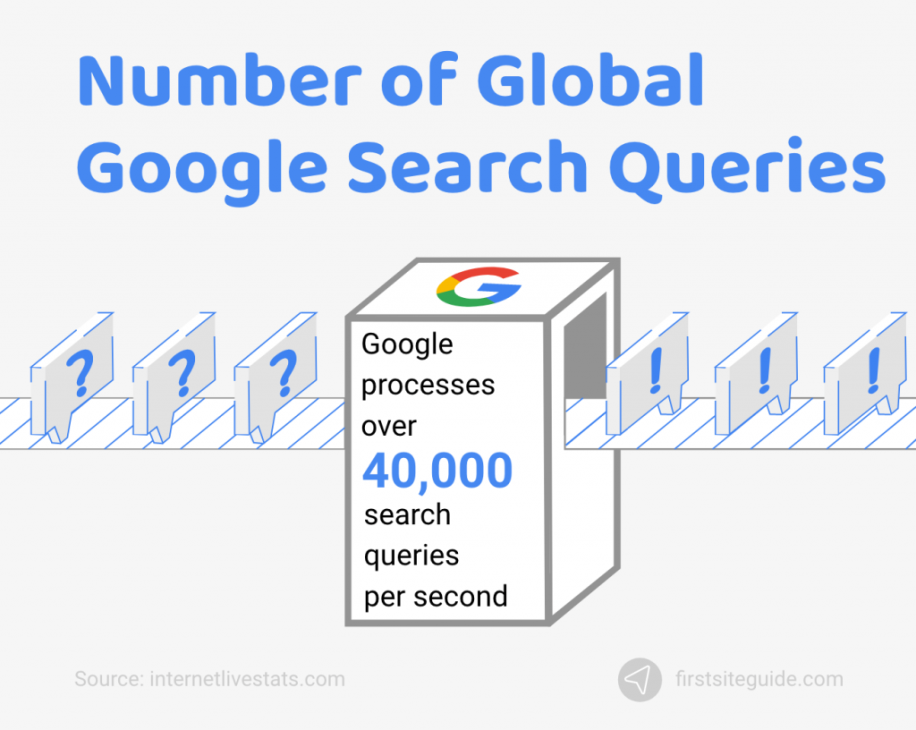 Number of Global
Google Search Queries
G
? ? ? ! ! !
Google
processes
over
40,000
search
queries
per second
Source: internetlivestats.com
firstsiteguide.com